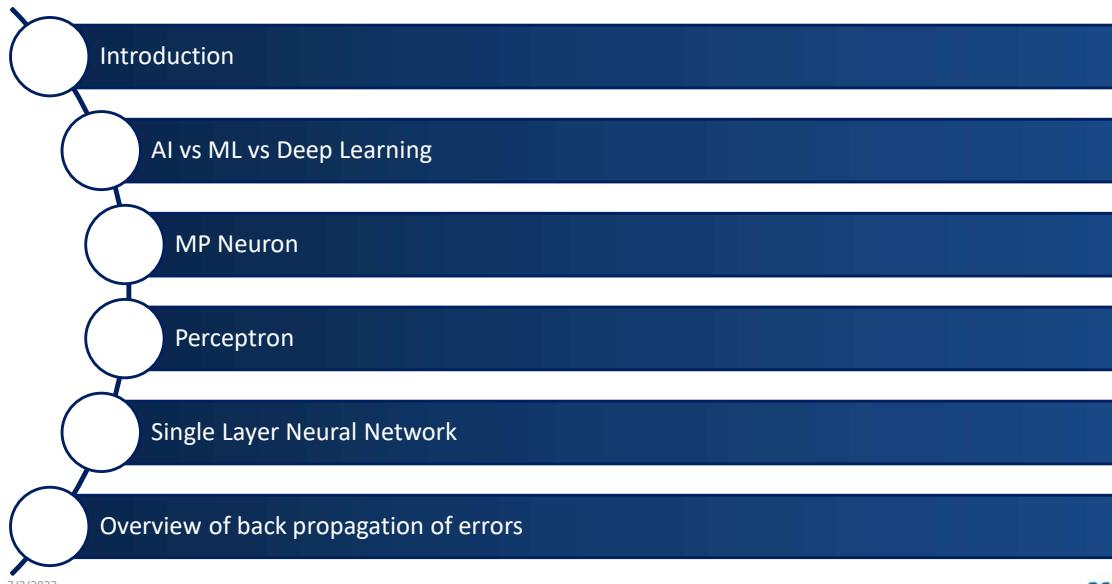 Introduction
AI vs ML vs Deep Learning
MP Neuron
Perceptron
Single Layer Neural Network
Overview of back propagation of errors